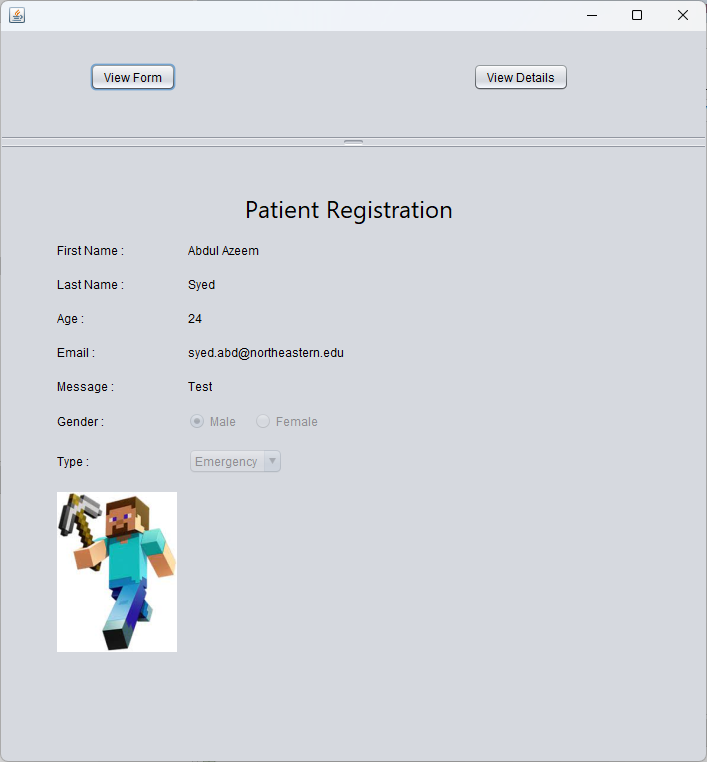 View Form View Details
Patient Registration
First Name : Abdul Azeem
Last Name : Syed
Age : 24
Email : syed.abd@northeastern.edu
Message : Test
Gender : Male Female
Type : Emergency